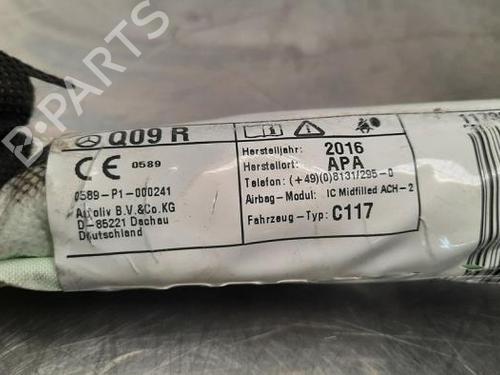 Q09 R
CE 0589
0589-P1-000241
Autoliv B.V.&Co.KG
D-85221 Dachau
Deutschland
Herstelljahr: 2016
Herstellort: APA
Telefon: (+49)(0)8131/295-0
Airbag-Modul: IC Midfilled ACH-2
Fahrzeug-Typ: C117
B-PARTS